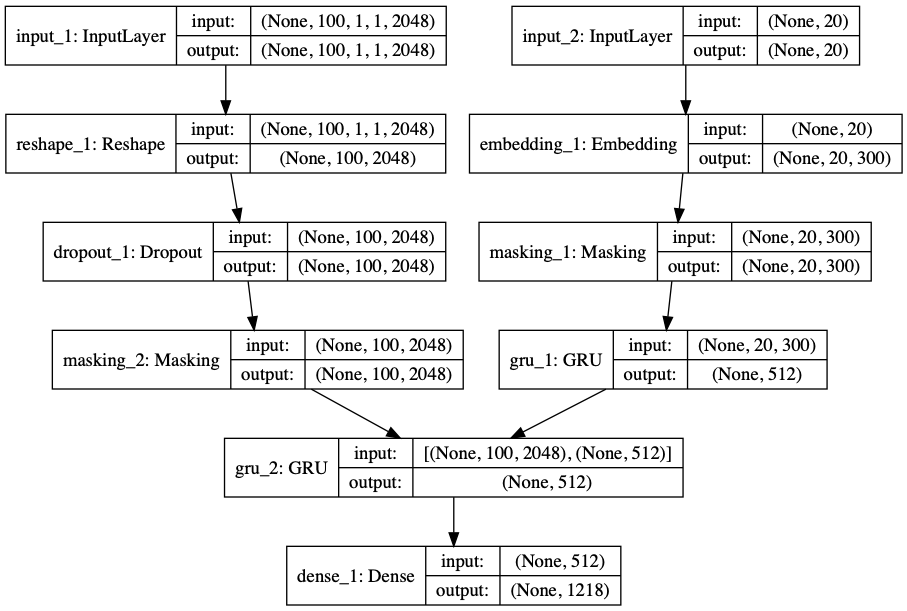 input_1: InputLayer
input: (None, 100, 1, 1, 2048)
output: (None, 100, 1, 1, 2048)
input_2: InputLayer
input: (None, 20)
output: (None, 20)
reshape_1: Reshape
input: (None, 100, 1, 1, 2048)
output: (None, 100, 2048)
embedding_1: Embedding
input: (None, 20)
output: (None, 20, 300)
dropout_1: Dropout
input: (None, 100, 2048)
output: (None, 100, 2048)
masking_1: Masking
input: (None, 20, 300)
output: (None, 20, 300)
masking_2: Masking
input: (None, 100, 2048)
output: (None, 100, 2048)
gru_1: GRU
input: (None, 20, 300)
output: (None, 512)
gru_2: GRU
input: [(None, 100, 2048), (None, 512)]
output: (None, 512)
dense_1: Dense
input: (None, 512)
output: (None, 1218)